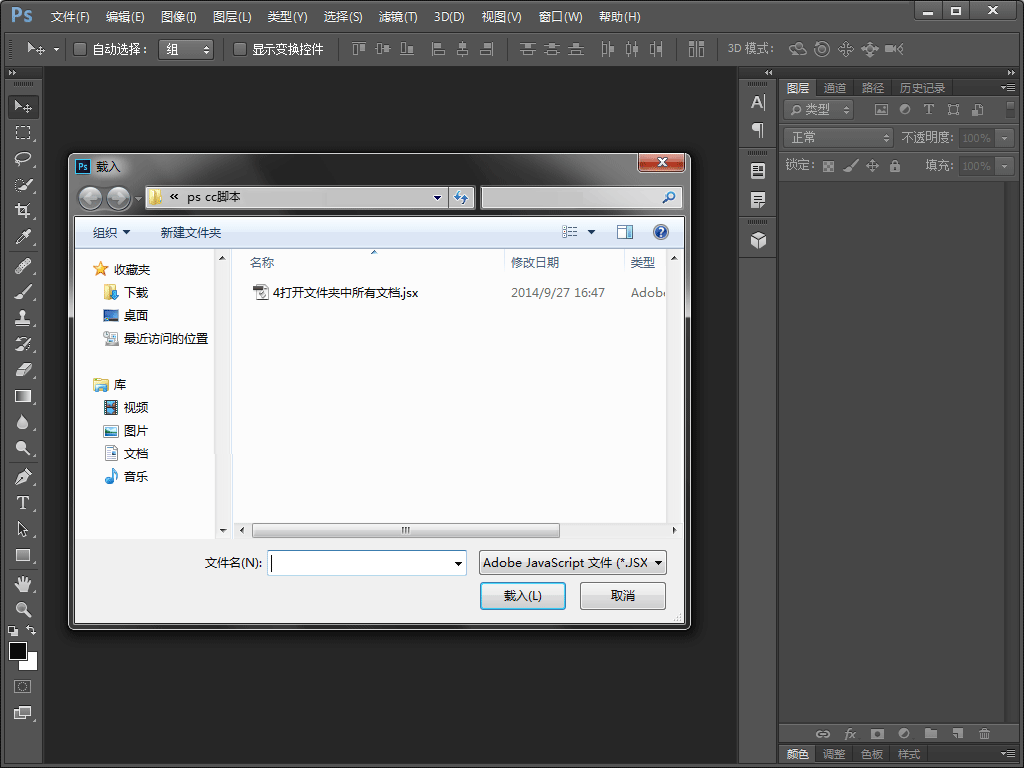 Ps 文件(F) 编辑(E) 图像(I) 图层(L) 类型(Y) 选择(S) 滤镜(T) 3D(D) 视图(V) 窗口(W) 帮助(H)
自动选择： 组 显示变换控件 3D 模式：
图层 通道 路径 历史记录
类型
正常 不透明度: 100%
锁定: 填充: 100%
Ps 载入
« ps cc脚本
组织 新建文件夹
名称 修改日期 类型
4打开文件夹中所有文档.jsx 2014/9/27 16:47 Adobe
收藏夹
下载
桌面
最近访问的位置
库
视频
图片
文档
音乐
文件名(N): Adobe JavaScript 文件 (*.JSX
载入(L) 取消
fx
颜色 调整 色板 样式